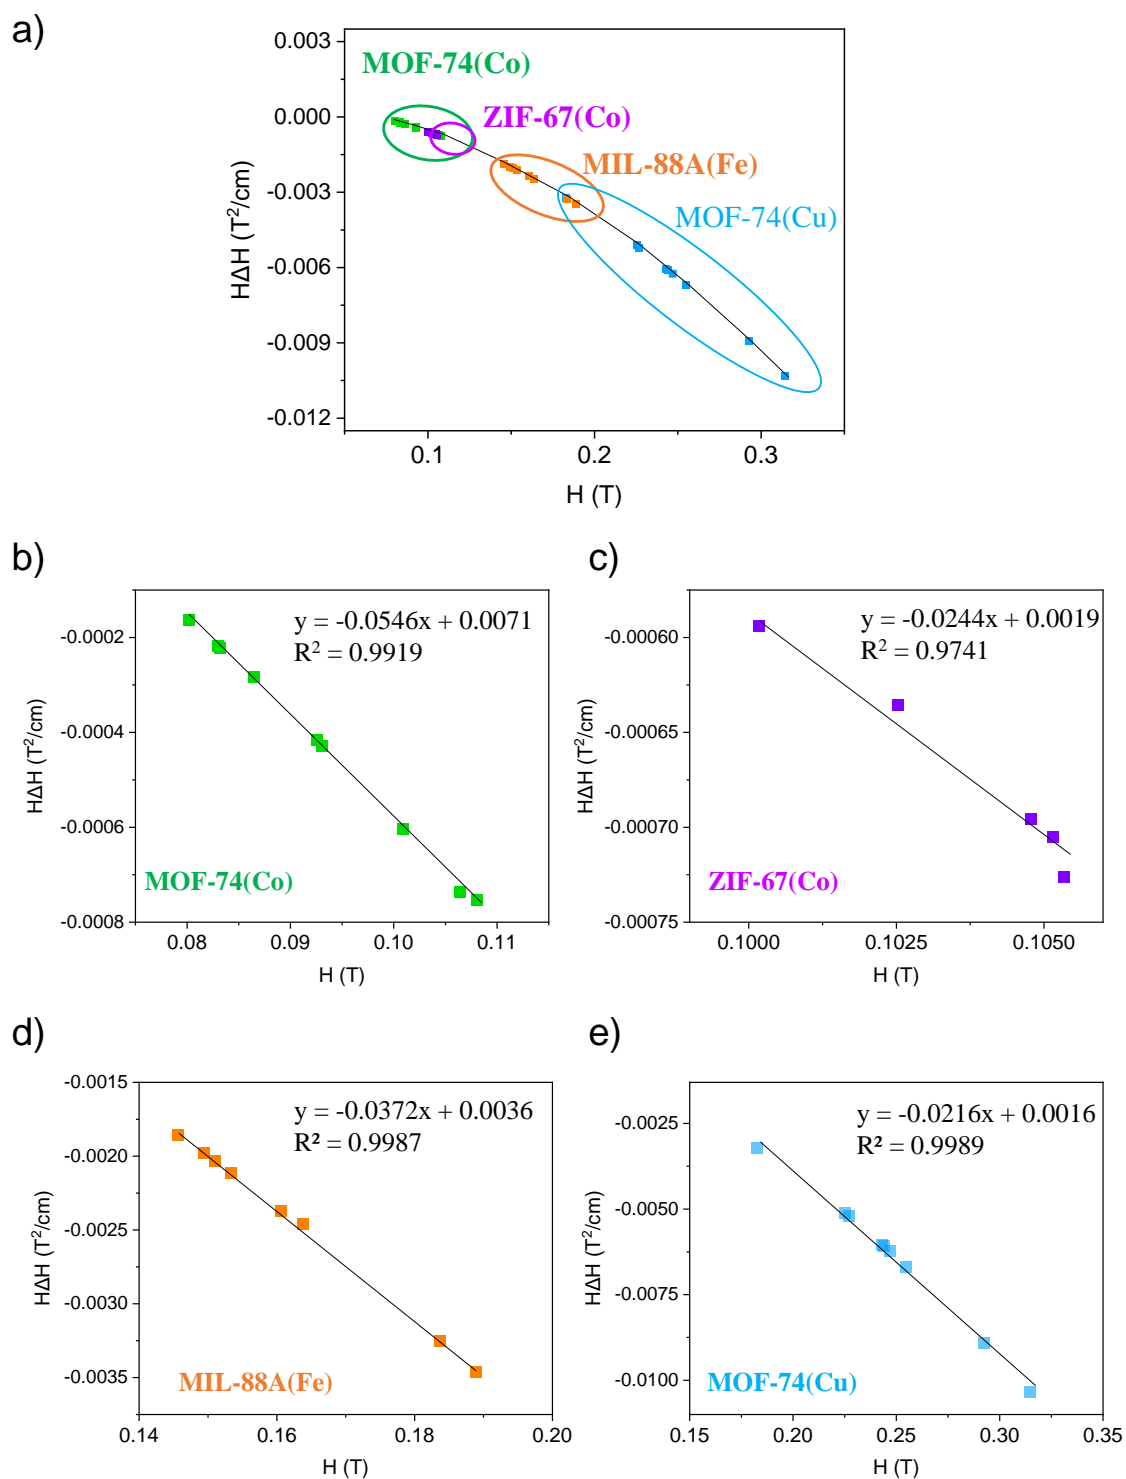 a)
0.003
0.000
-0.003
-0.006
-0.009
-0.012
HΔH (T²/cm)
MOF-74(Co)
ZIF-67(Co)
MIL-88A(Fe)
MOF-74(Cu)
0.1 0.2 0.3
H (T)
b)
-0.0002
-0.0004
-0.0006
-0.0008
HΔH (T²/cm)
y = -0.0546x + 0.0071
R² = 0.9919
MOF-74(Co)
0.08 0.09 0.10 0.11
H (T)
c)
-0.00060
-0.00065
-0.00070
-0.00075
HΔH (T²/cm)
y = -0.0244x + 0.0019
R² = 0.9741
ZIF-67(Co)
0.1000 0.1025 0.1050
H (T)
d)
-0.0015
-0.0020
-0.0025
-0.0030
-0.0035
HΔH (T²/cm)
y = -0.0372x + 0.0036
R² = 0.9987
MIL-88A(Fe)
0.14 0.16 0.18 0.20
H (T)
e)
-0.0025
-0.0050
-0.0075
-0.0100
HΔH (T²/cm)
y = -0.0216x + 0.0016
R² = 0.9989
MOF-74(Cu)
0.15 0.20 0.25 0.30 0.35
H (T)